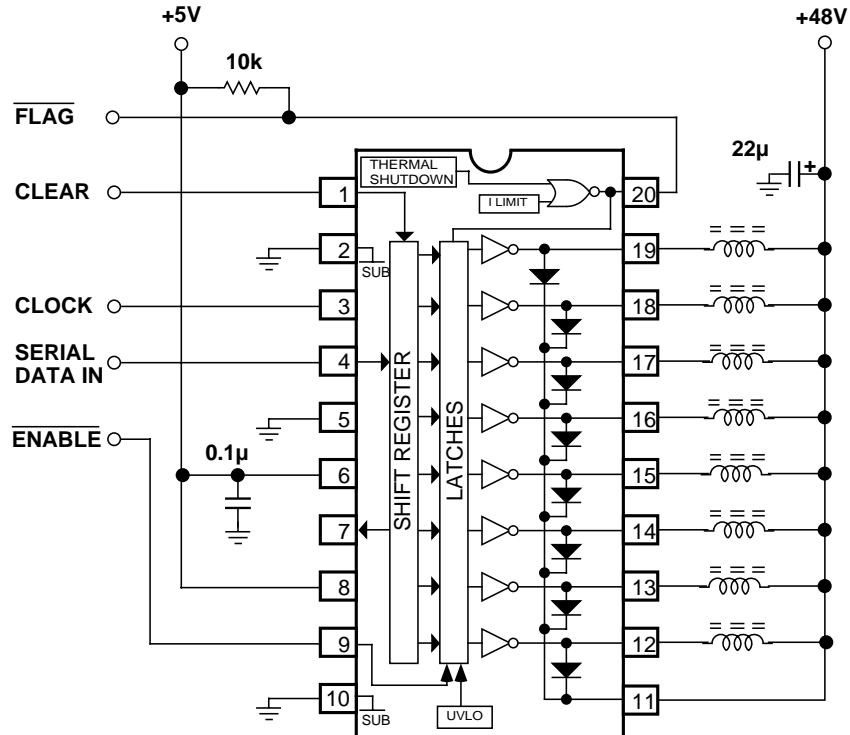 +5V
+48V
10k
FLAG
22µ
+
THERMAL
SHUTDOWN
CLEAR
1
I LIMIT
20
2
SUB
19
CLOCK
3
18
SERIAL
DATA IN
4
17
SHIFT REGISTER
LATCHES
5
16
ENABLE
0.1µ
6
15
7
14
8
13
9
12
10
SUB
UVLO
11